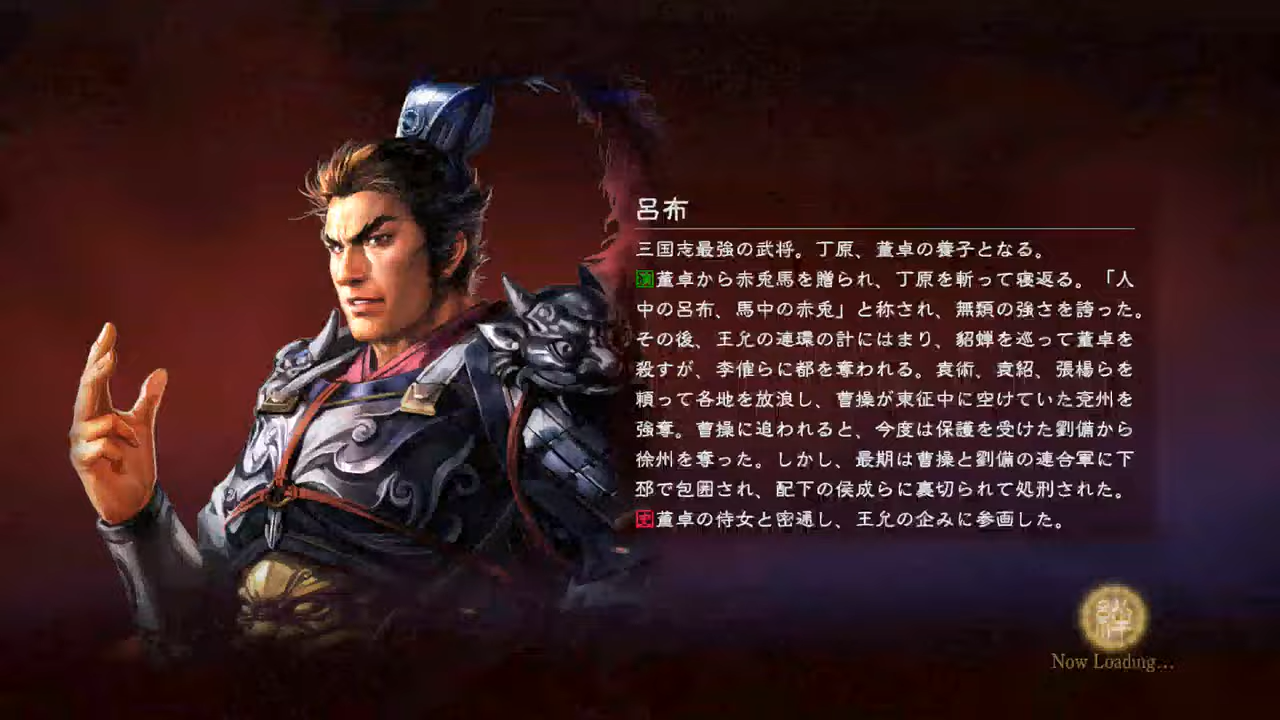 呂布
三国志最強の武将。丁原、董卓の養子となる。
演董卓から赤兎馬を贈られ、丁原を斬って寝返る。「人
中の呂布、馬中の赤兎」と称され、無類の強さを誇った。
その後、王允の連環の計にはまり、貂蝉を巡って董卓を
殺すが、李傕らに都を奪われる。袁術、袁紹、張楊らを
頼って各地を放浪し、曹操が東征中に空けていた兗州を
強奪。曹操に追われると、今度は保護を受けた劉備から
徐州を奪った。しかし、最期は曹操と劉備の連合軍に下
邳で包囲され、配下の侯成らに裏切られて処刑された。
史董卓の侍女と密通し、王允の企みに参画した。
Now Loading...